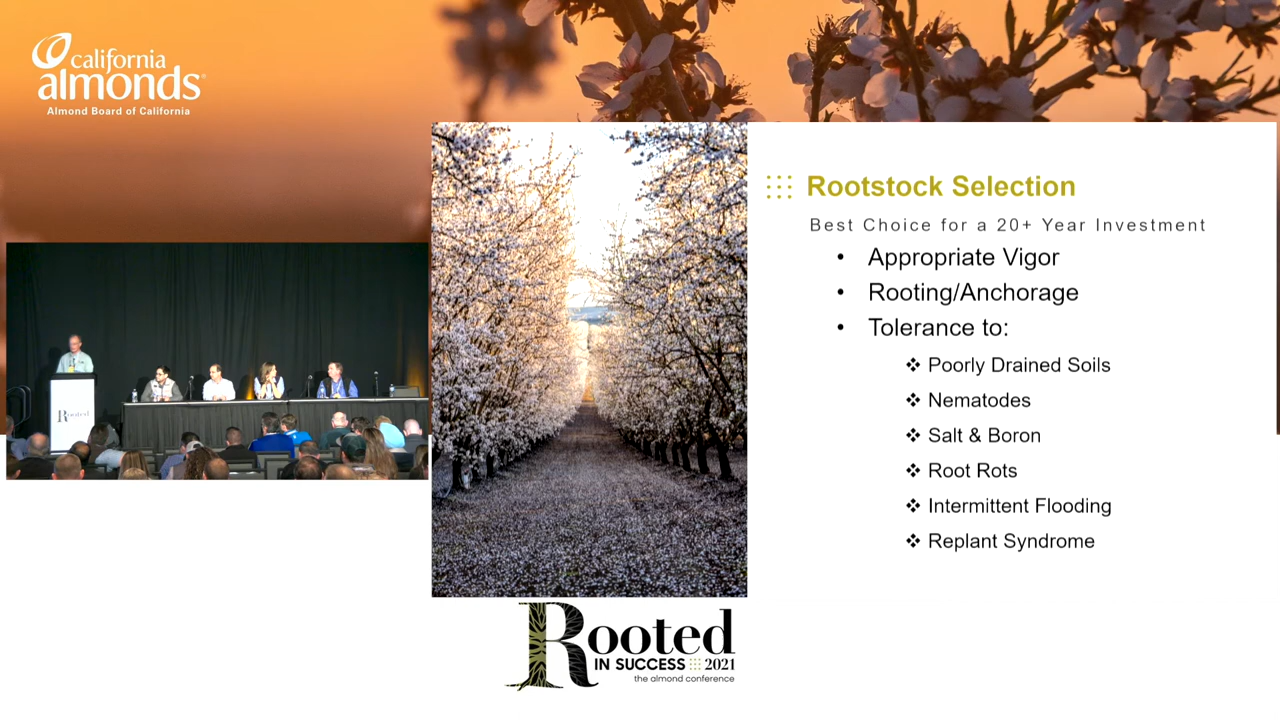 california
almonds
Almond Board of California
Rootstock Selection
Best Choice for a 20+ Year Investment
• Appropriate Vigor
• Rooting/Anchorage
• Tolerance to:
❖ Poorly Drained Soils
❖ Nematodes
❖ Salt & Boron
❖ Root Rots
❖ Intermittent Flooding
❖ Replant Syndrome
Rooted
Rooted
IN SUCCESS 2021
the almond conference